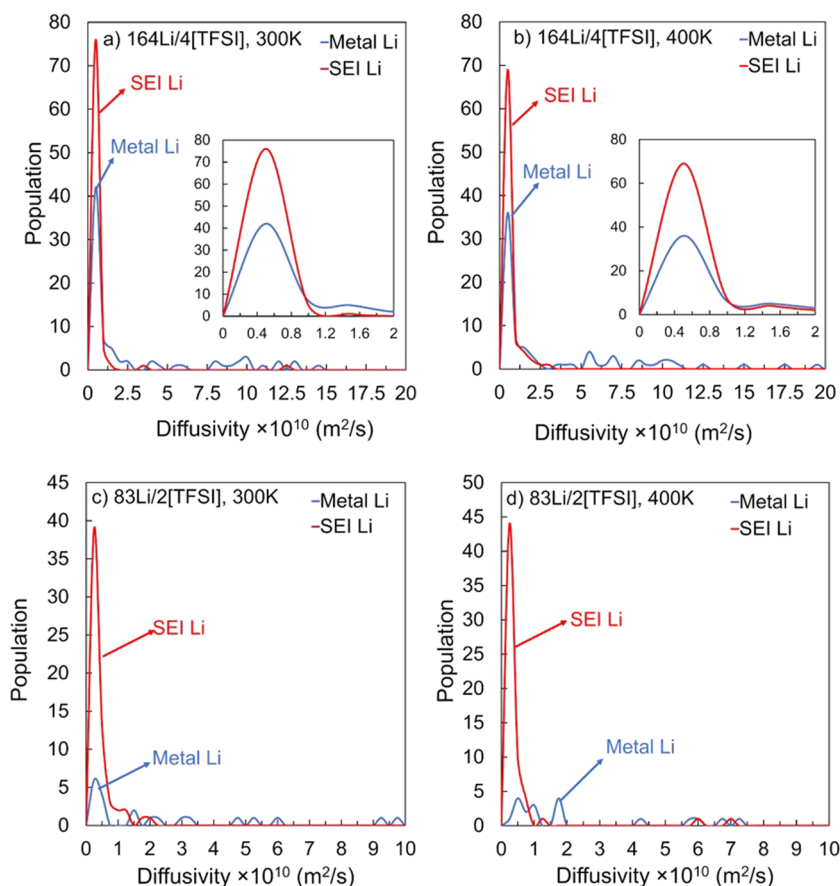 a) 164Li/4[TFSI], 300K
Metal Li
SEI Li
SEI Li
Metal Li
Population
80
70
60
50
40
30
20
10
0
0 2.5 5 7.5 10 12.5 15 17.5 20
80
70
60
50
40
30
20
10
0
0 0.4 0.8 1.2 1.6 2
Diffusivity ×10¹⁰ (m²/s)
b) 164Li/4[TFSI], 400K
Metal Li
SEI Li
SEI Li
Metal Li
Population
80
70
60
50
40
30
20
10
0
0 2.5 5 7.5 10 12.5 15 17.5 20
80
60
40
20
0
0 0.4 0.8 1.2 1.6 2
Diffusivity ×10¹⁰ (m²/s)
c) 83Li/2[TFSI], 300K
Metal Li
SEI Li
SEI Li
Metal Li
Population
45
40
35
30
25
20
15
10
5
0
0 1 2 3 4 5 6 7 8 9 10
Diffusivity ×10¹⁰ (m²/s)
d) 83Li/2[TFSI], 400K
Metal Li
SEI Li
SEI Li
Metal Li
Population
50
45
40
35
30
25
20
15
10
5
0
0 1 2 3 4 5 6 7 8 9 10
Diffusivity ×10¹⁰ (m²/s)